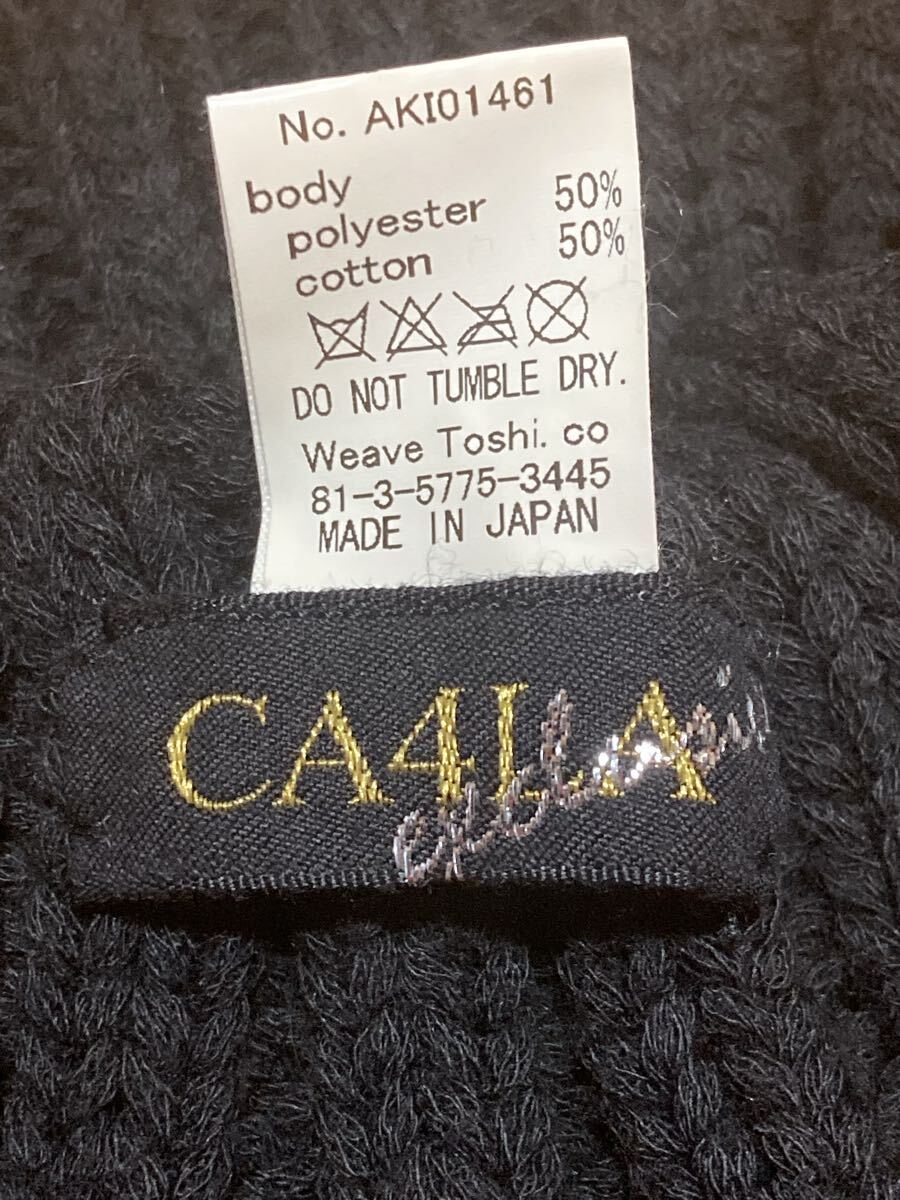 No. AKI01461
body
polyester 50%
cotton 50%
DO NOT TUMBLE DRY.
Weave Toshi. co
81-3-5775-3445
MADE IN JAPAN
CA4LA